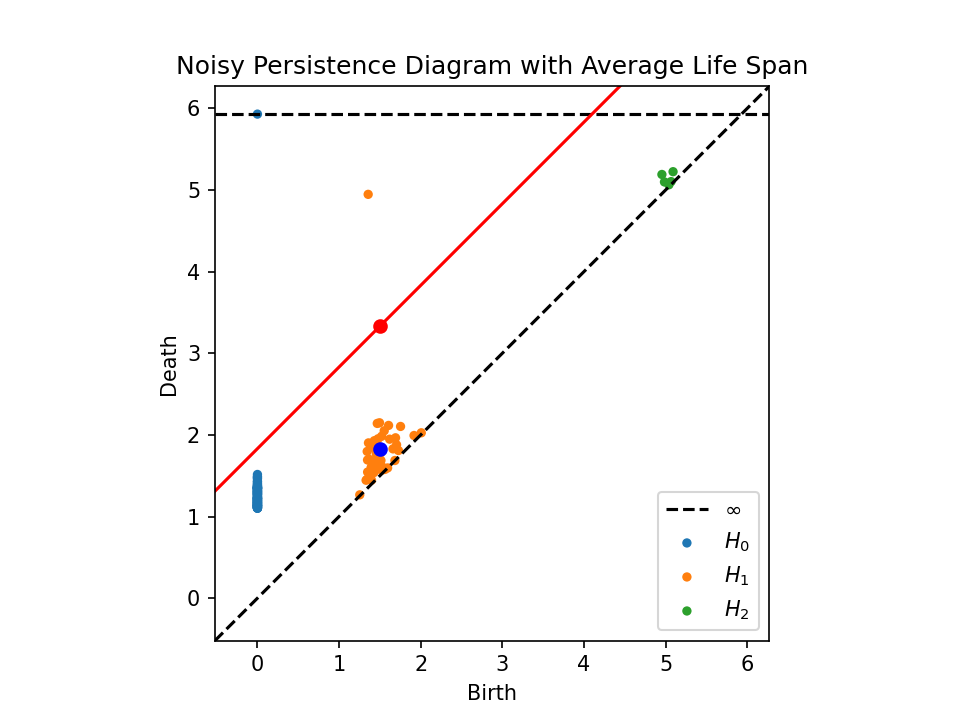 Noisy Persistence Diagram with Average Life Span
6
5
4
3
2
1
0
Death
0 1 2 3 4 5 6
Birth
∞
H₀
H₁
H₂